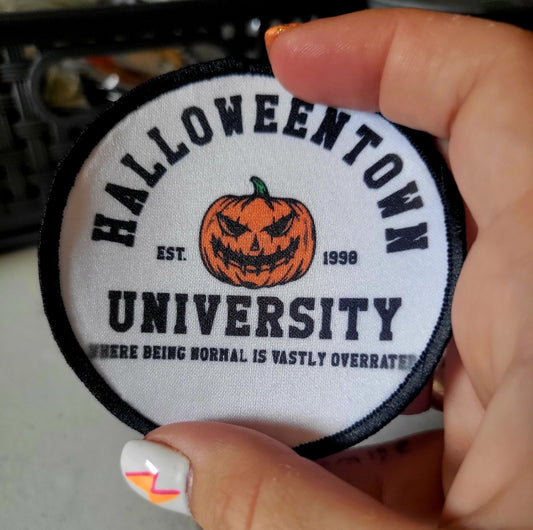 HALLOWEENTOWN
EST. 1998
UNIVERSITY
WHERE BEING NORMAL IS VASTLY OVERRATED